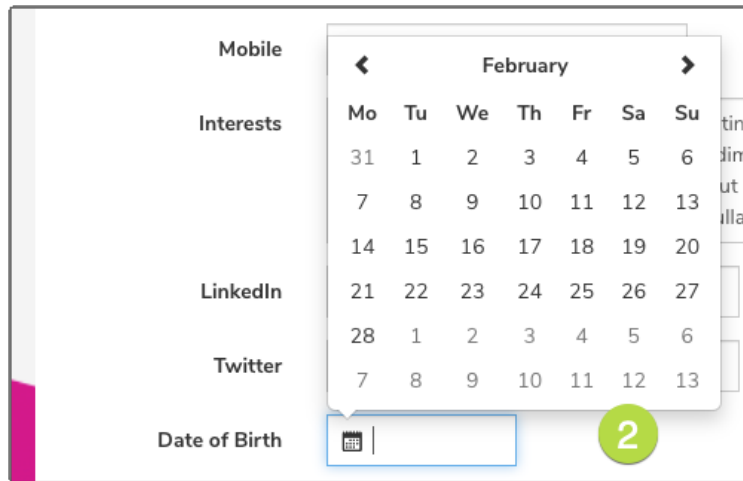 Mobile
February
Mo Tu We Th Fr Sa Su
Interests
31 1 2 3 4 5 6
7 8 9 10 11 12 13
14 15 16 17 18 19 20
21 22 23 24 25 26 27
LinkedIn
28 1 2 3 4 5 6
Twitter
7 8 9 10 11 12 13
Date of Birth
2